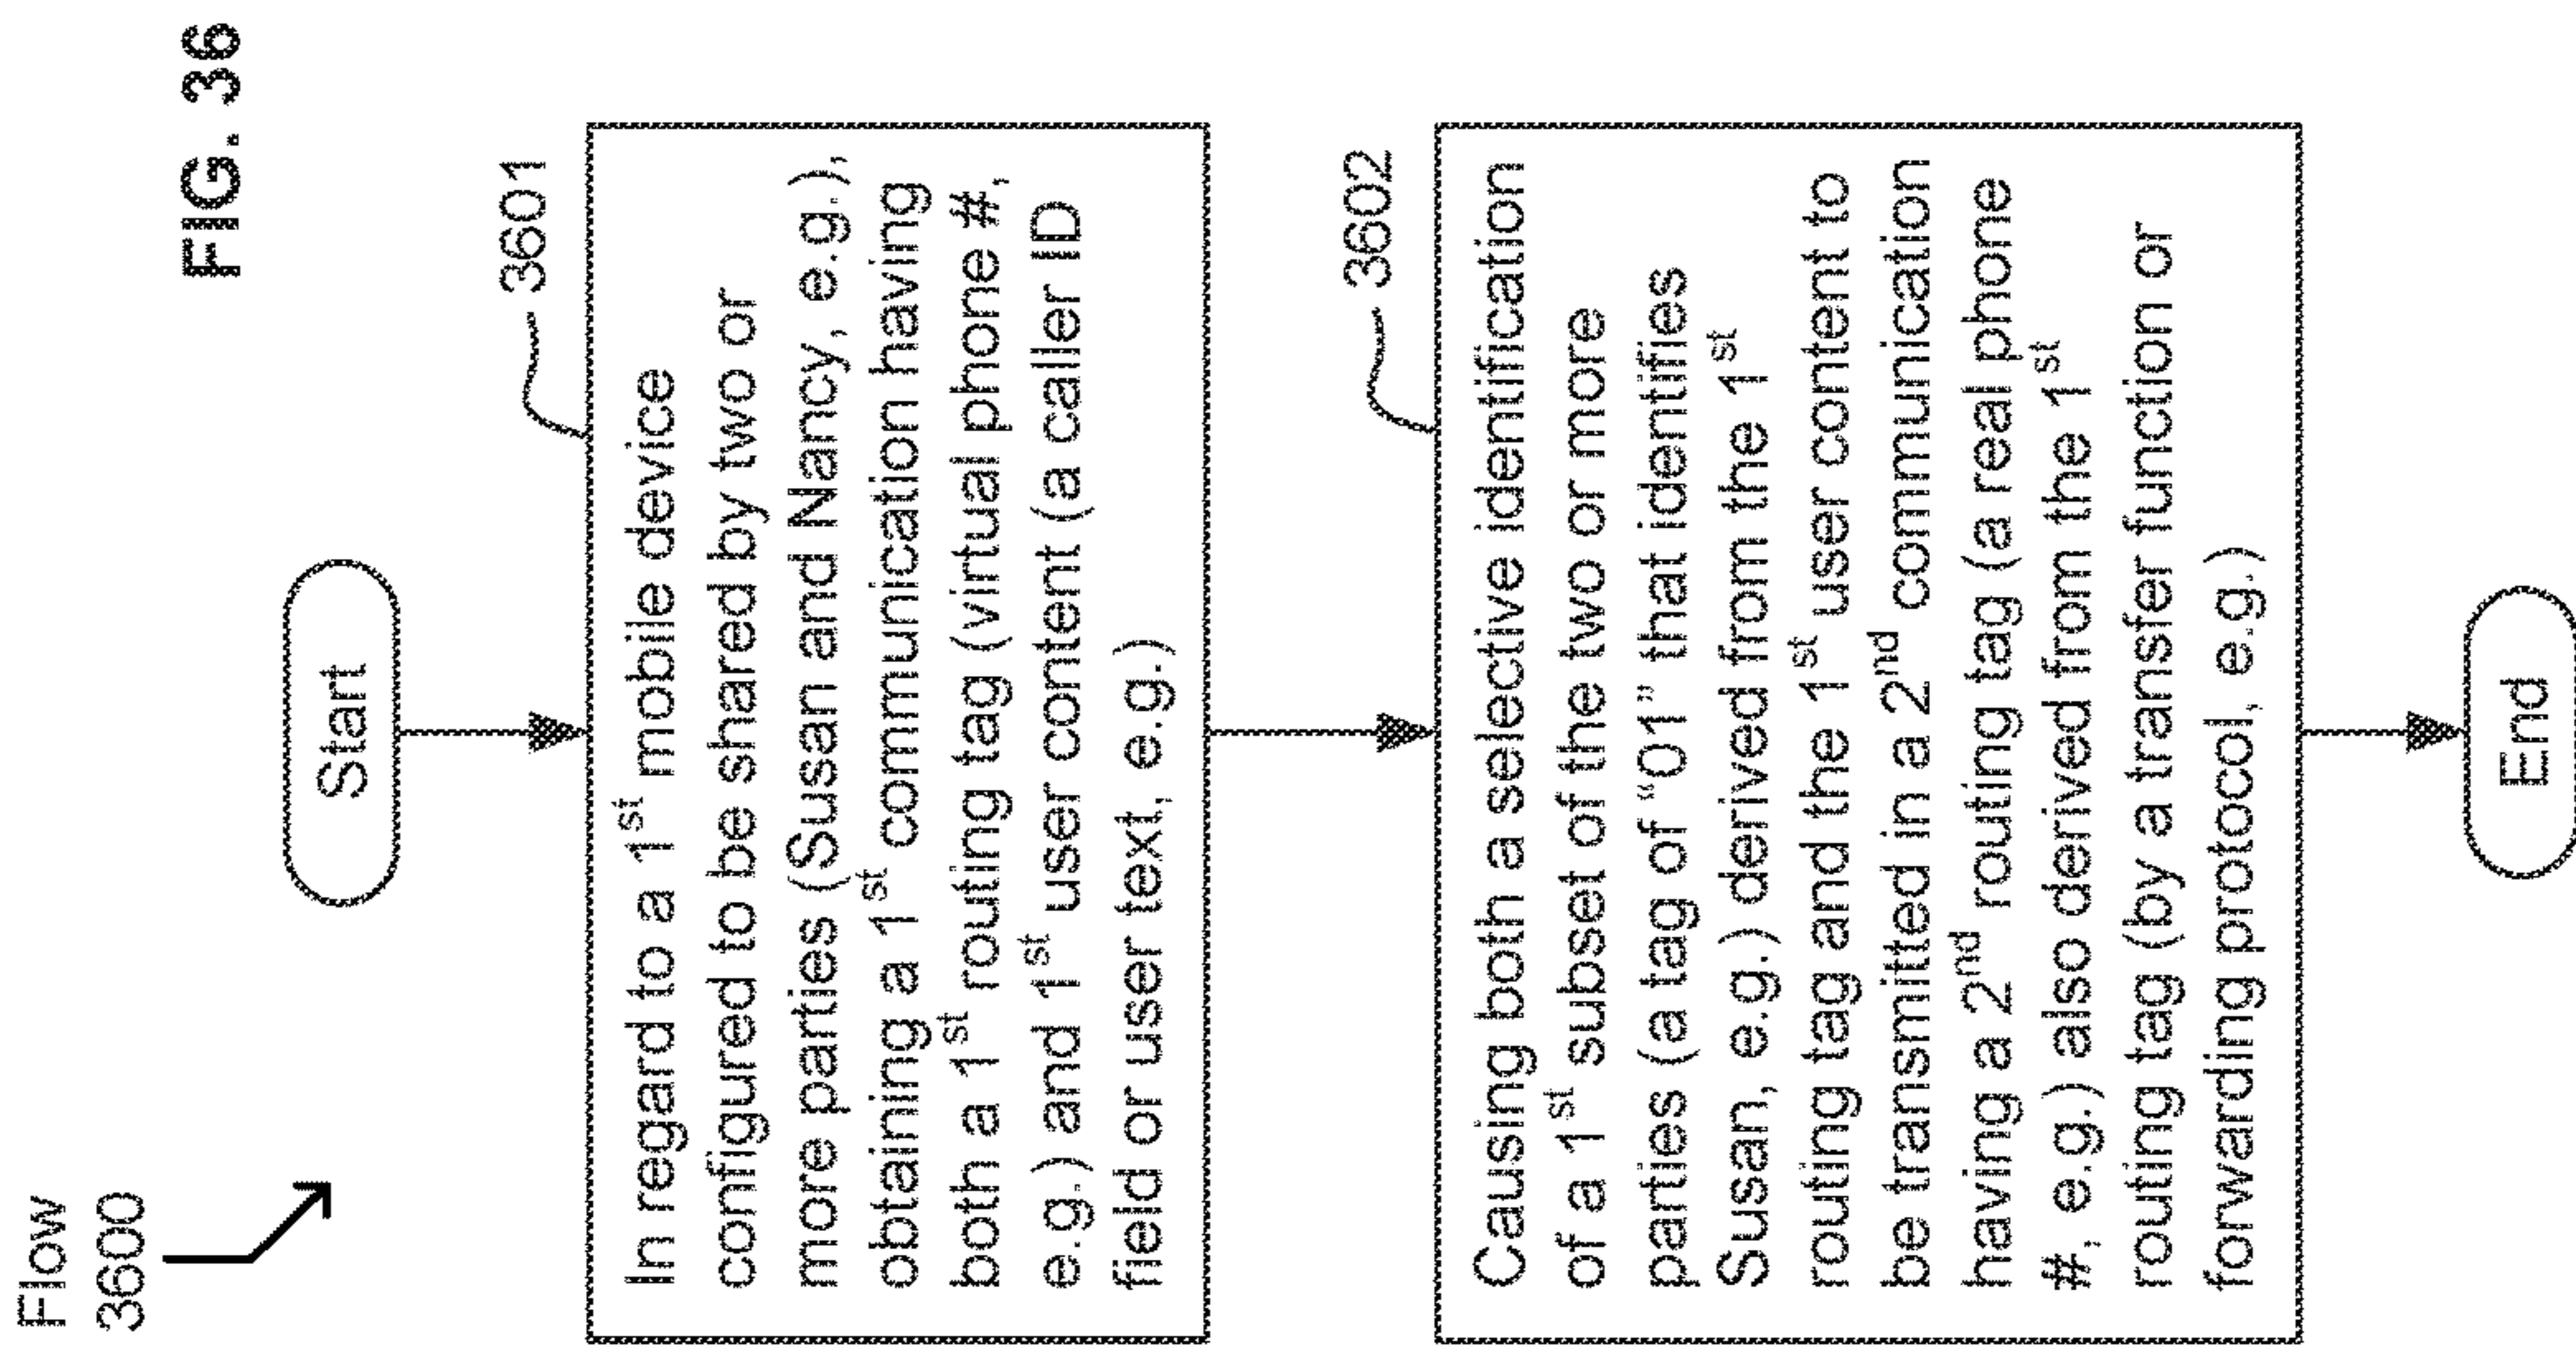 Flow
3600
FIG. 36
Start
3601
In regard to a 1st mobile device
configured to be shared by two or
more parties (Susan and Nancy, e.g.),
obtaining a 1st communication having
both a 1st routing tag (virtual phone #,
e.g.) and 1st user content (a caller ID
field or user text, e.g.)
3602
Causing both a selective identification
of a 1st subset of the two or more
parties (a tag of “01” that identifies
Susan, e.g.) derived from the 1st
routing tag and the 1st user content to
be transmitted in a 2nd communication
having a 2nd routing tag (a real phone
#, e.g.) also derived from the 1st
routing tag (by a transfer function or
forwarding protocol, e.g.)
End